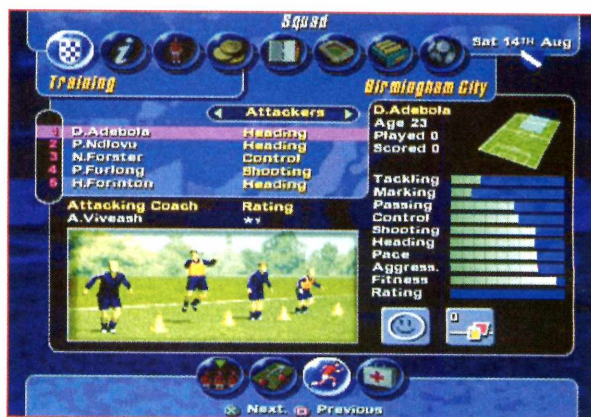 Squad
Sat 14TH Aug
Training
Birmingham City
Attackers
1 D.Adebola Heading
2 P.Ndlovu Heading
3 N.Forster Control
4 P.Furlong Shooting
5 H.Forinton Heading
Attacking Coach Rating
A.Viveash
D.Adebola
Age 23
Played 0
Scored 0
Tackling
Marking
Passing
Control
Shooting
Heading
Pace
Aggress.
Fitness
Rating
0
Next. Previous